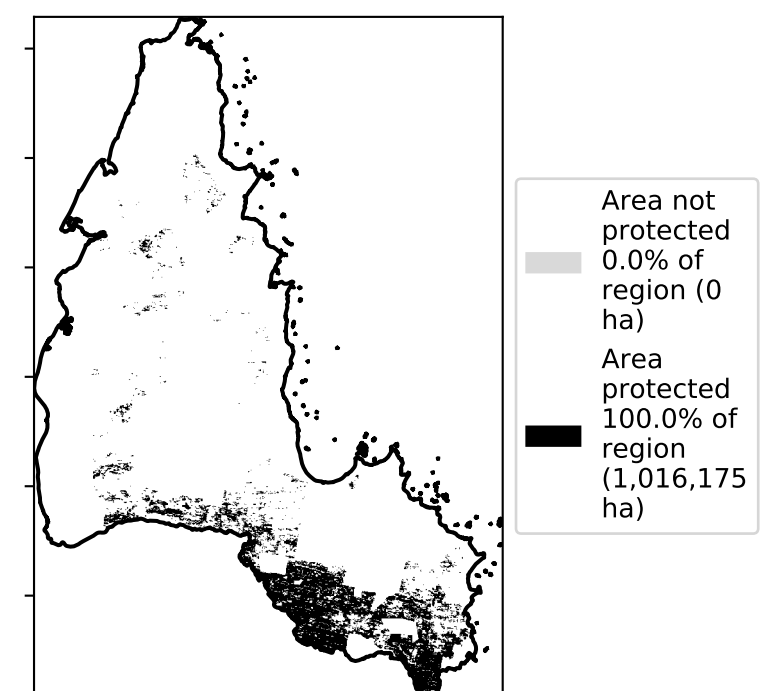 Area not
protected
0.0% of
region (0
ha)
Area
protected
100.0% of
region
(1,016,175
ha)